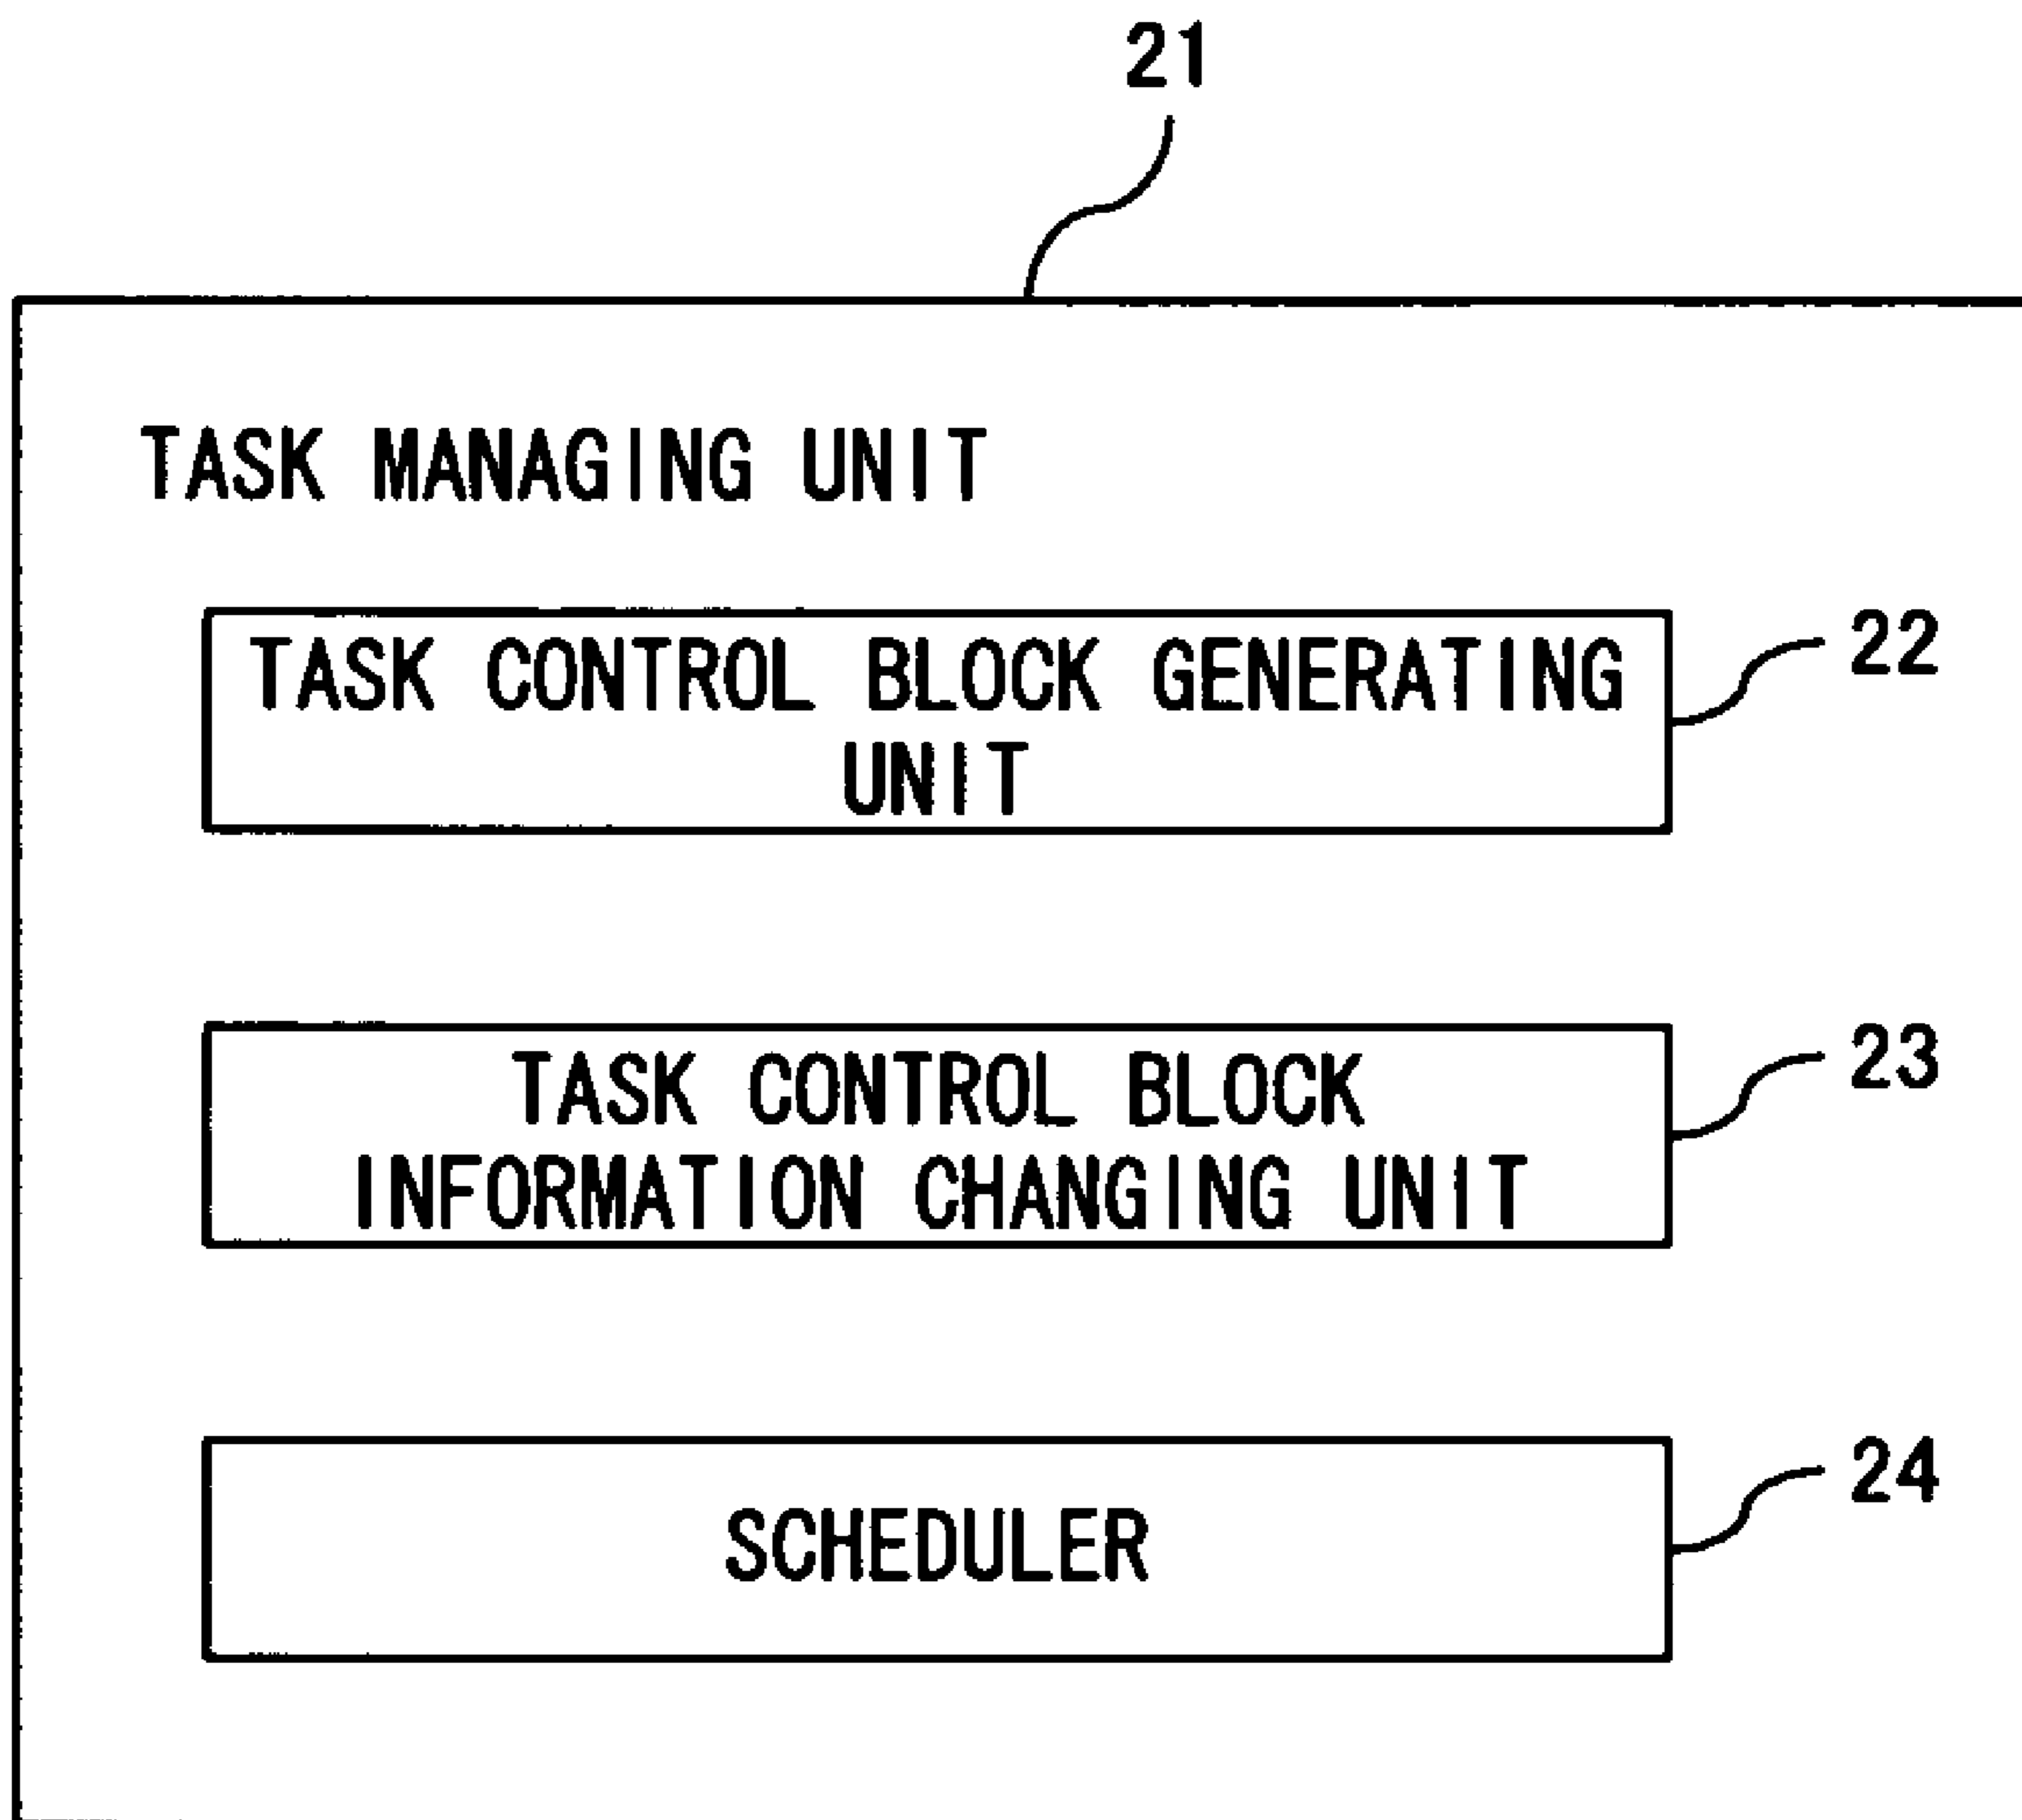 21
TASK MANAGING UNIT
TASK CONTROL BLOCK GENERATING
UNIT
22
TASK CONTROL BLOCK
INFORMATION CHANGING UNIT
23
SCHEDULER
24